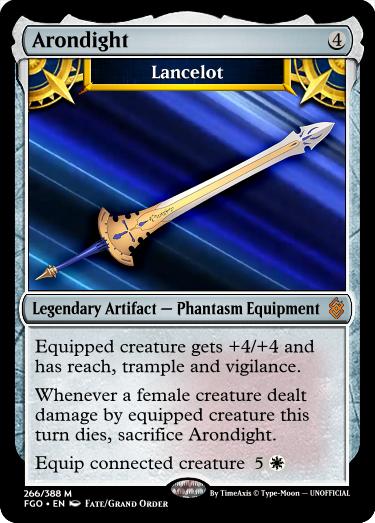 Arondight 4
Lancelot
Legendary Artifact — Phantasm Equipment
Equipped creature gets +4/+4 and
has reach, trample and vigilance.
Whenever a female creature dealt
damage by equipped creature this
turn dies, sacrifice Arondight.
Equip connected creature 5
266/388 M
FGO • EN Fate/Grand Order
By TimeAxis © Type-Moon — UNOFFICIAL